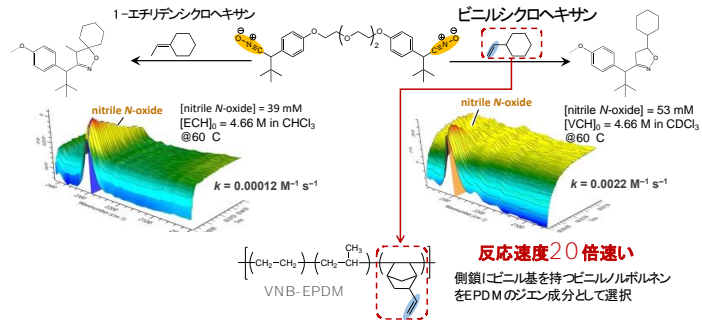 1-エチリデンシクロヘキサン
ビニルシクロヘキサン
nitrile N-oxide
[nitrile N-oxide] = 39 mM
[ECH]₀ = 4.66 M in CHCl₃
@60 C
k = 0.00012 M⁻¹ s⁻¹
nitrile N-oxide
[nitrile N-oxide] = 53 mM
[VCH]₀ = 4.66 M in CDCl₃
@60 C
k = 0.0022 M⁻¹ s⁻¹
CH₃
CH₂–CH₂
CH₂–CH
VNB-EPDM
反応速度20倍速い
側鎖にビニル基を持つビニルノルボルネン
をEPDMのジエン成分として選択